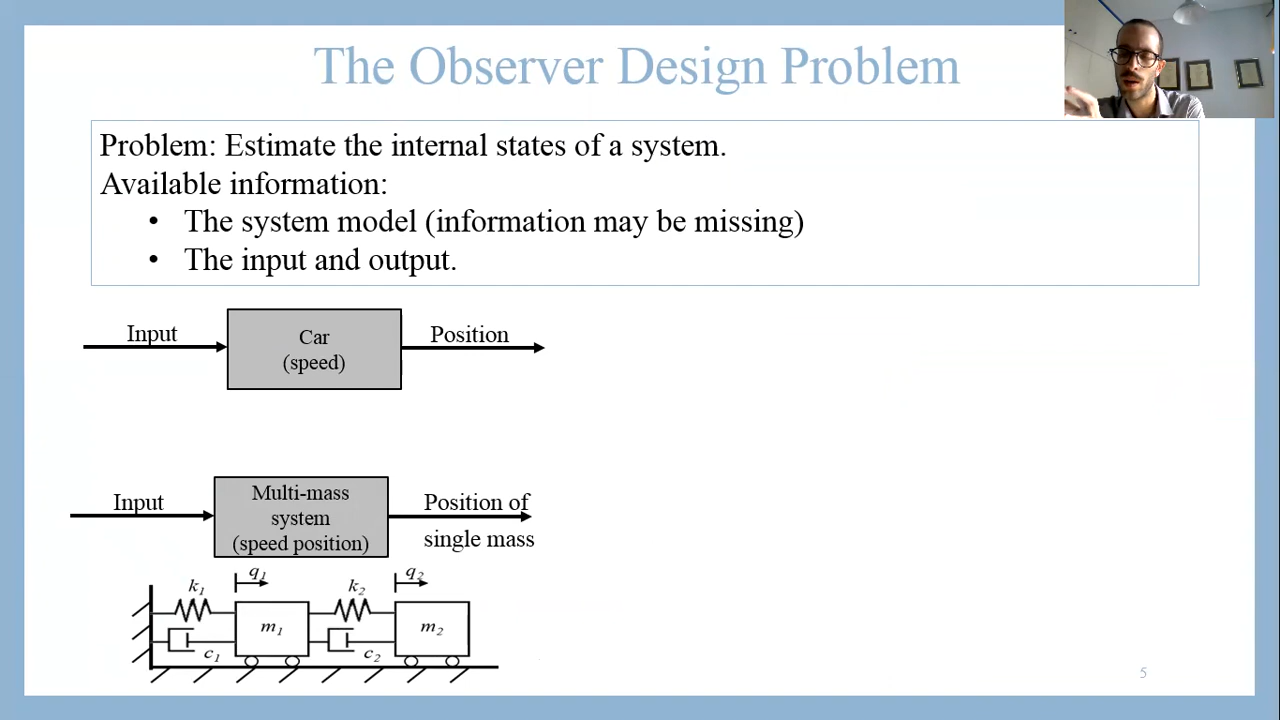 The Observer Design Problem
Problem: Estimate the internal states of a system.
Available information:
• The system model (information may be missing)
• The input and output.
Input
Car
(speed)
Position
Input
Multi-mass
system
(speed position)
Position of
single mass
k₁
q₁
k₂
q₂
m₁
m₂
c₁
c₂
5